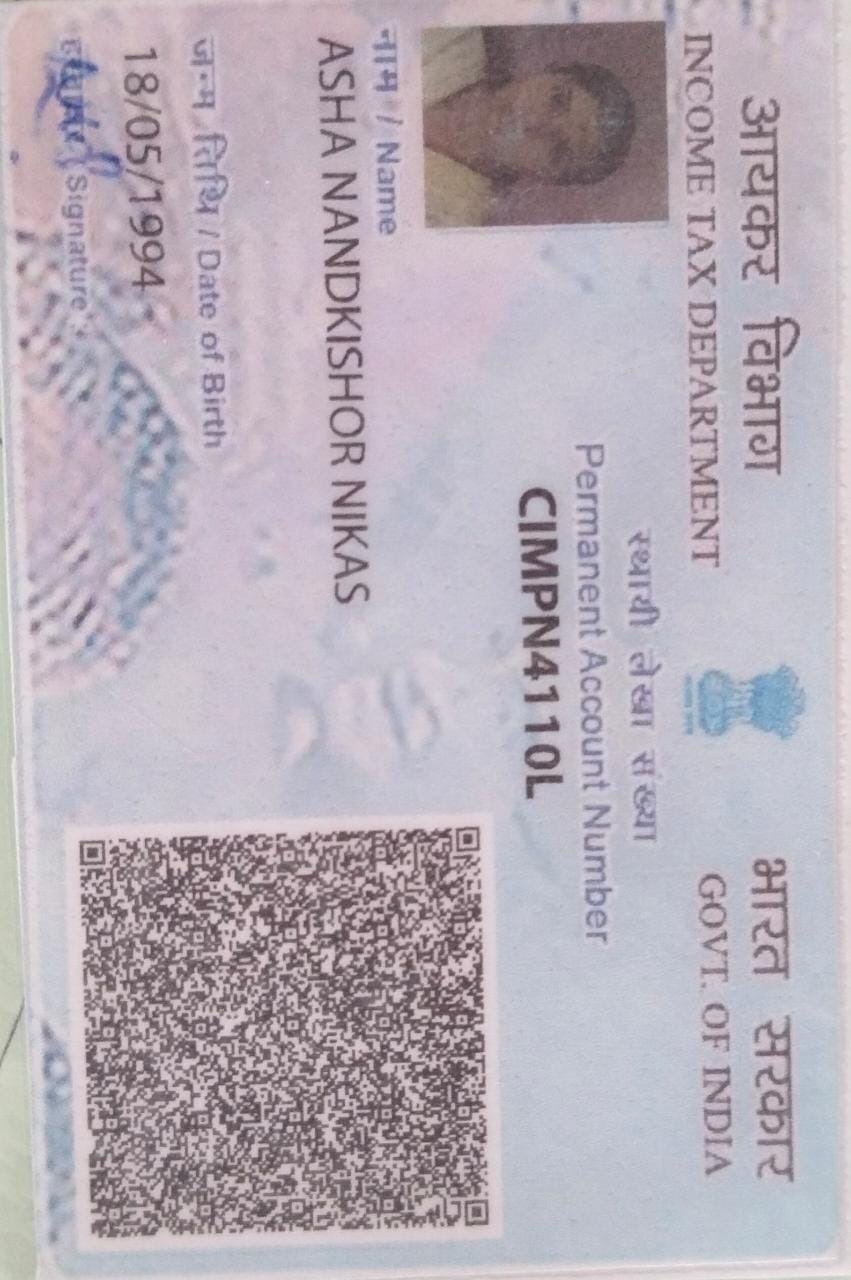 आयकर विभाग
INCOME TAX DEPARTMENT
भारत सरकार
GOVT. OF INDIA
स्थायी लेखा संख्या
Permanent Account Number
CIMPN4110L
नाम / Name
ASHA NANDKISHOR NIKAS
जन्म तिथि / Date of Birth
18/05/1994
हस्ताक्षर / Signature